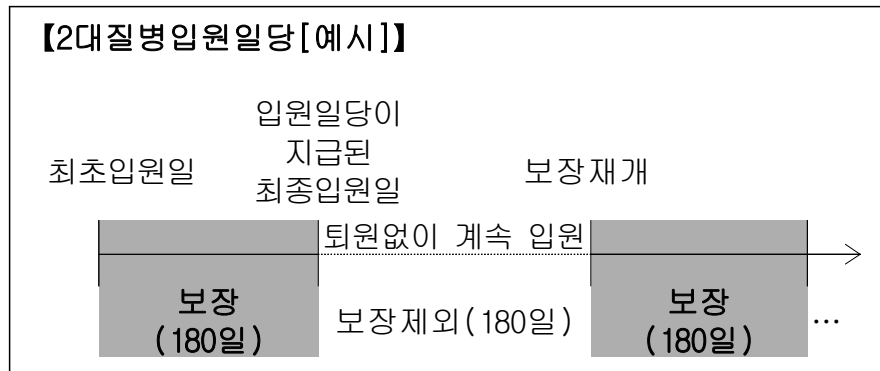 【2대질병입원일당[예시]】
입원일당이
지급된
최종입원일
최초입원일
보장재개
퇴원없이 계속 입원
보장
(180일)
보장제외(180일)
보장
(180일)
…